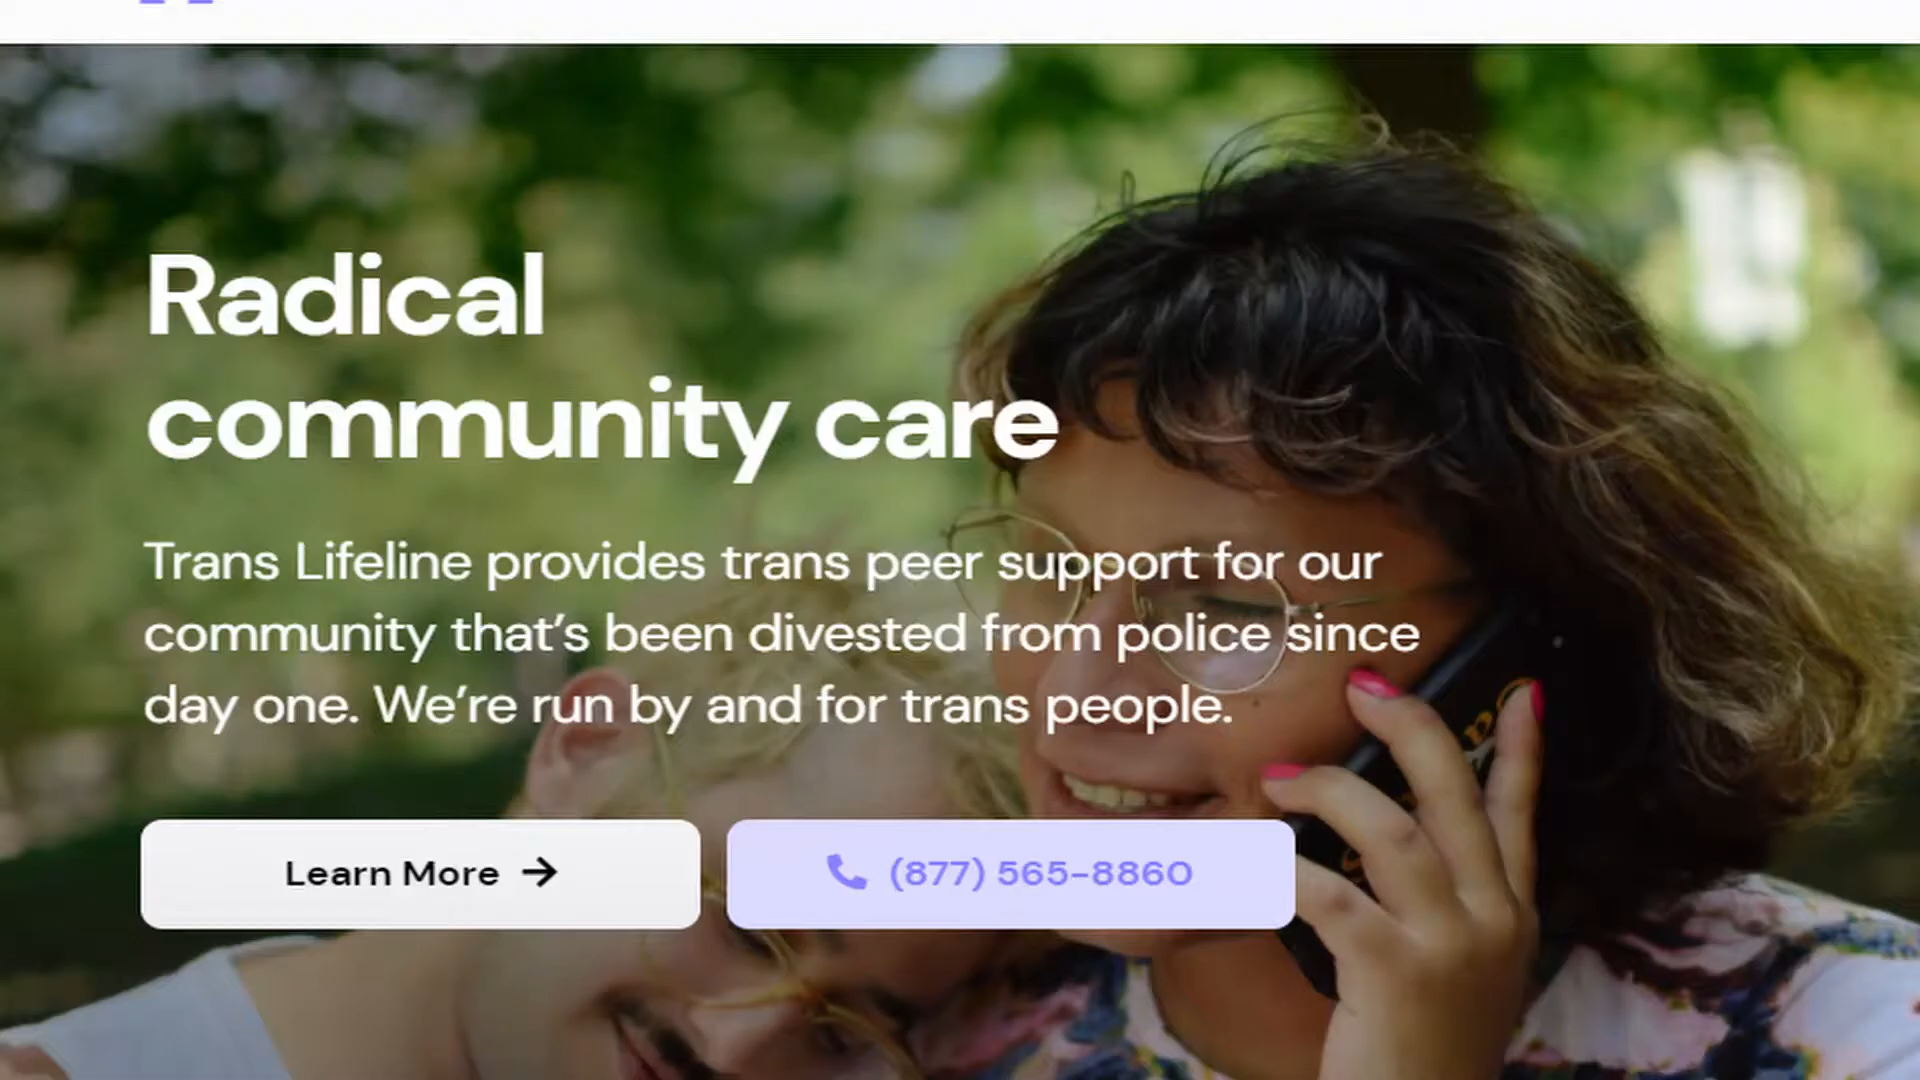 Radical
community care
Trans Lifeline provides trans peer support for our
community that’s been divested from police since
day one. We’re run by and for trans people.
Learn More
(877) 565-8860